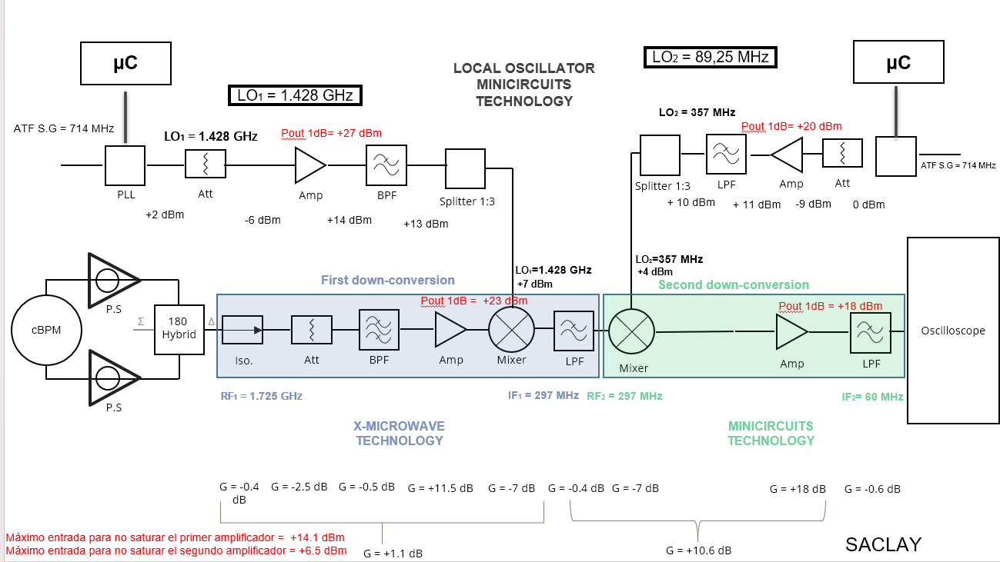 µC
LO₁ = 1.428 GHz
LOCAL OSCILLATOR
MINICIRCUITS
TECHNOLOGY
LO₂ = 89,25 MHz
µC
ATF S.G = 714 MHz
LO₁ = 1.428 GHz
Pout 1dB= +27 dBm
LO₂ = 357 MHz
Pout 1dB= +20 dBm
ATF S.G = 714 MHz
PLL
Att
Amp
BPF
Splitter 1:3
Splitter 1:3
LPF
Amp
Att
+2 dBm
-6 dBm
+14 dBm
+13 dBm
+ 10 dBm
+ 11 dBm
-9 dBm
0 dBm
LO₁=1.428 GHz
+7 dBm
LO₂=357 MHz
+4 dBm
First down-conversion
Second down-conversion
Pout 1dB = +23 dBm
Pout 1dB = +18 dBm
cBPM
P.S
P.S
Σ
180
Hybrid
Δ
Iso.
Att
BPF
Amp
Mixer
LPF
Mixer
Amp
LPF
Oscilloscope
RF₁ = 1.725 GHz
IF₁ = 297 MHz
RF₂ = 297 MHz
IF₂= 60 MHz
X-MICROWAVE
TECHNOLOGY
MINICIRCUITS
TECHNOLOGY
G = -0.4
dB
G = -2.5 dB
G = -0.5 dB
G = +11.5 dB
G = -7 dB
G = -0.4 dB
G = -7 dB
G = +18 dB
G = -0.6 dB
Máximo entrada para no saturar el primer amplificador = +14.1 dBm
Máximo entrada para no saturar el segundo amplificador = +6.5 dBm
G = +1.1 dB
G = +10.6 dB
SACLAY